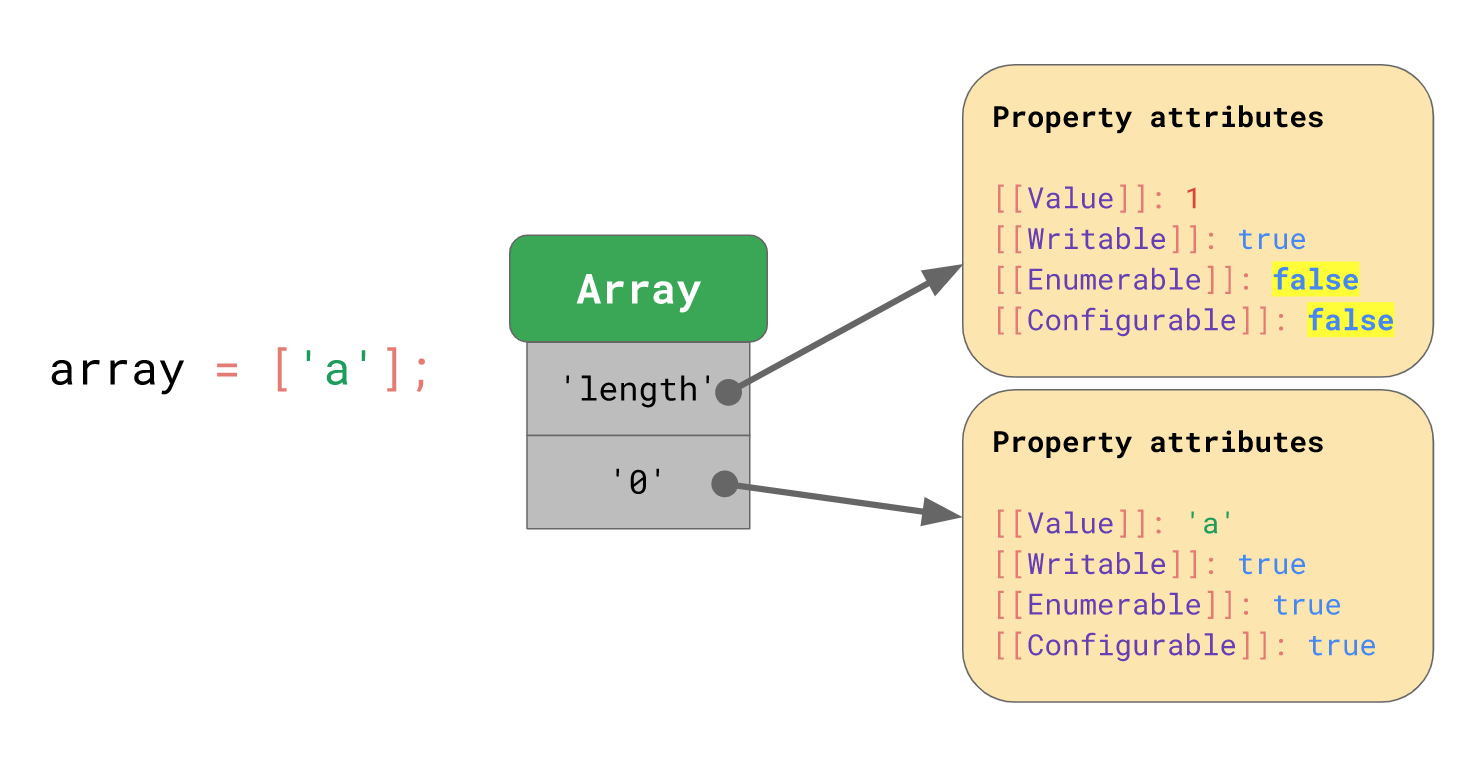 array = ['a'];
Array
'length'
'0'
Property attributes
[[Value]]: 1
[[Writable]]: true
[[Enumerable]]: false
[[Configurable]]: false
Property attributes
[[Value]]: 'a'
[[Writable]]: true
[[Enumerable]]: true
[[Configurable]]: true